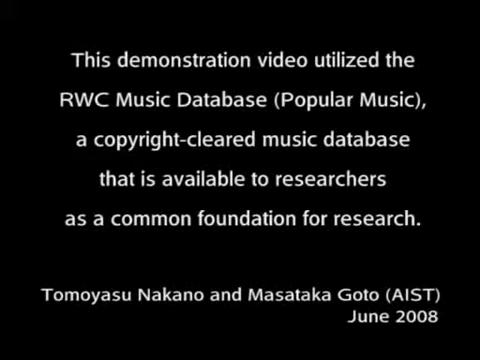 This demonstration video utilized the
RWC Music Database (Popular Music),
a copyright-cleared music database
that is available to researchers
as a common foundation for research.
Tomoyasu Nakano and Masataka Goto (AIST)
June 2008